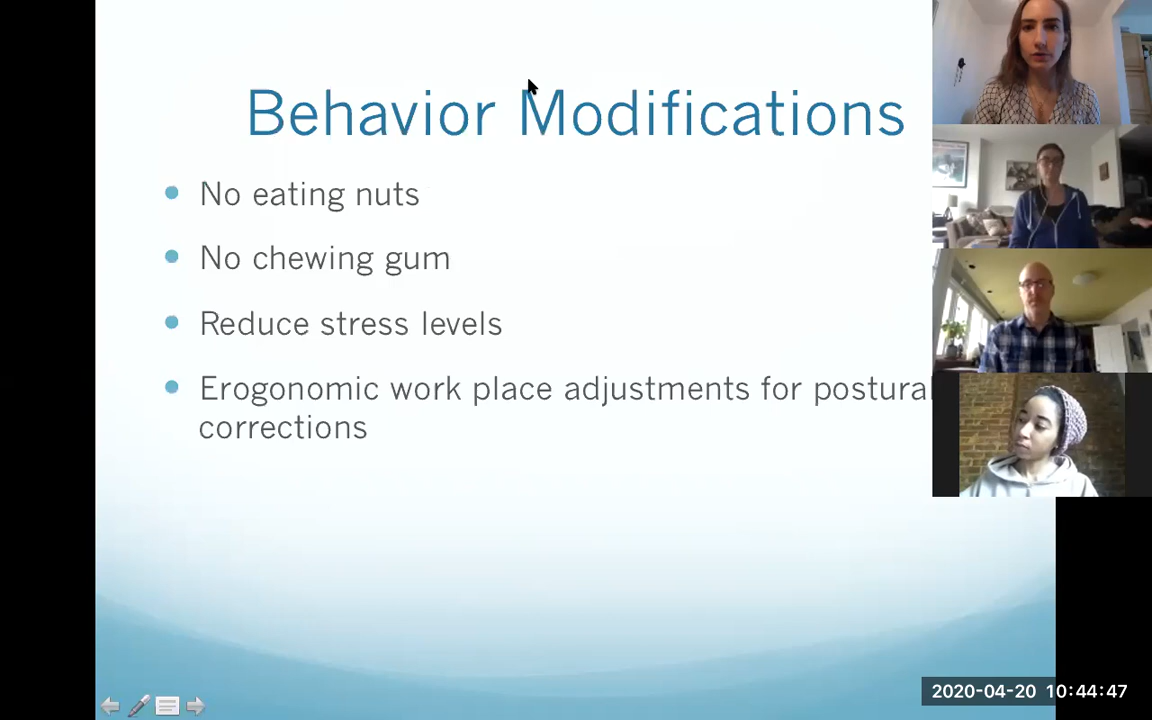 Behavior Modifications
No eating nuts
No chewing gum
Reduce stress levels
Erogonomic work place adjustments for postural
corrections
2020-04-20 10:44:47